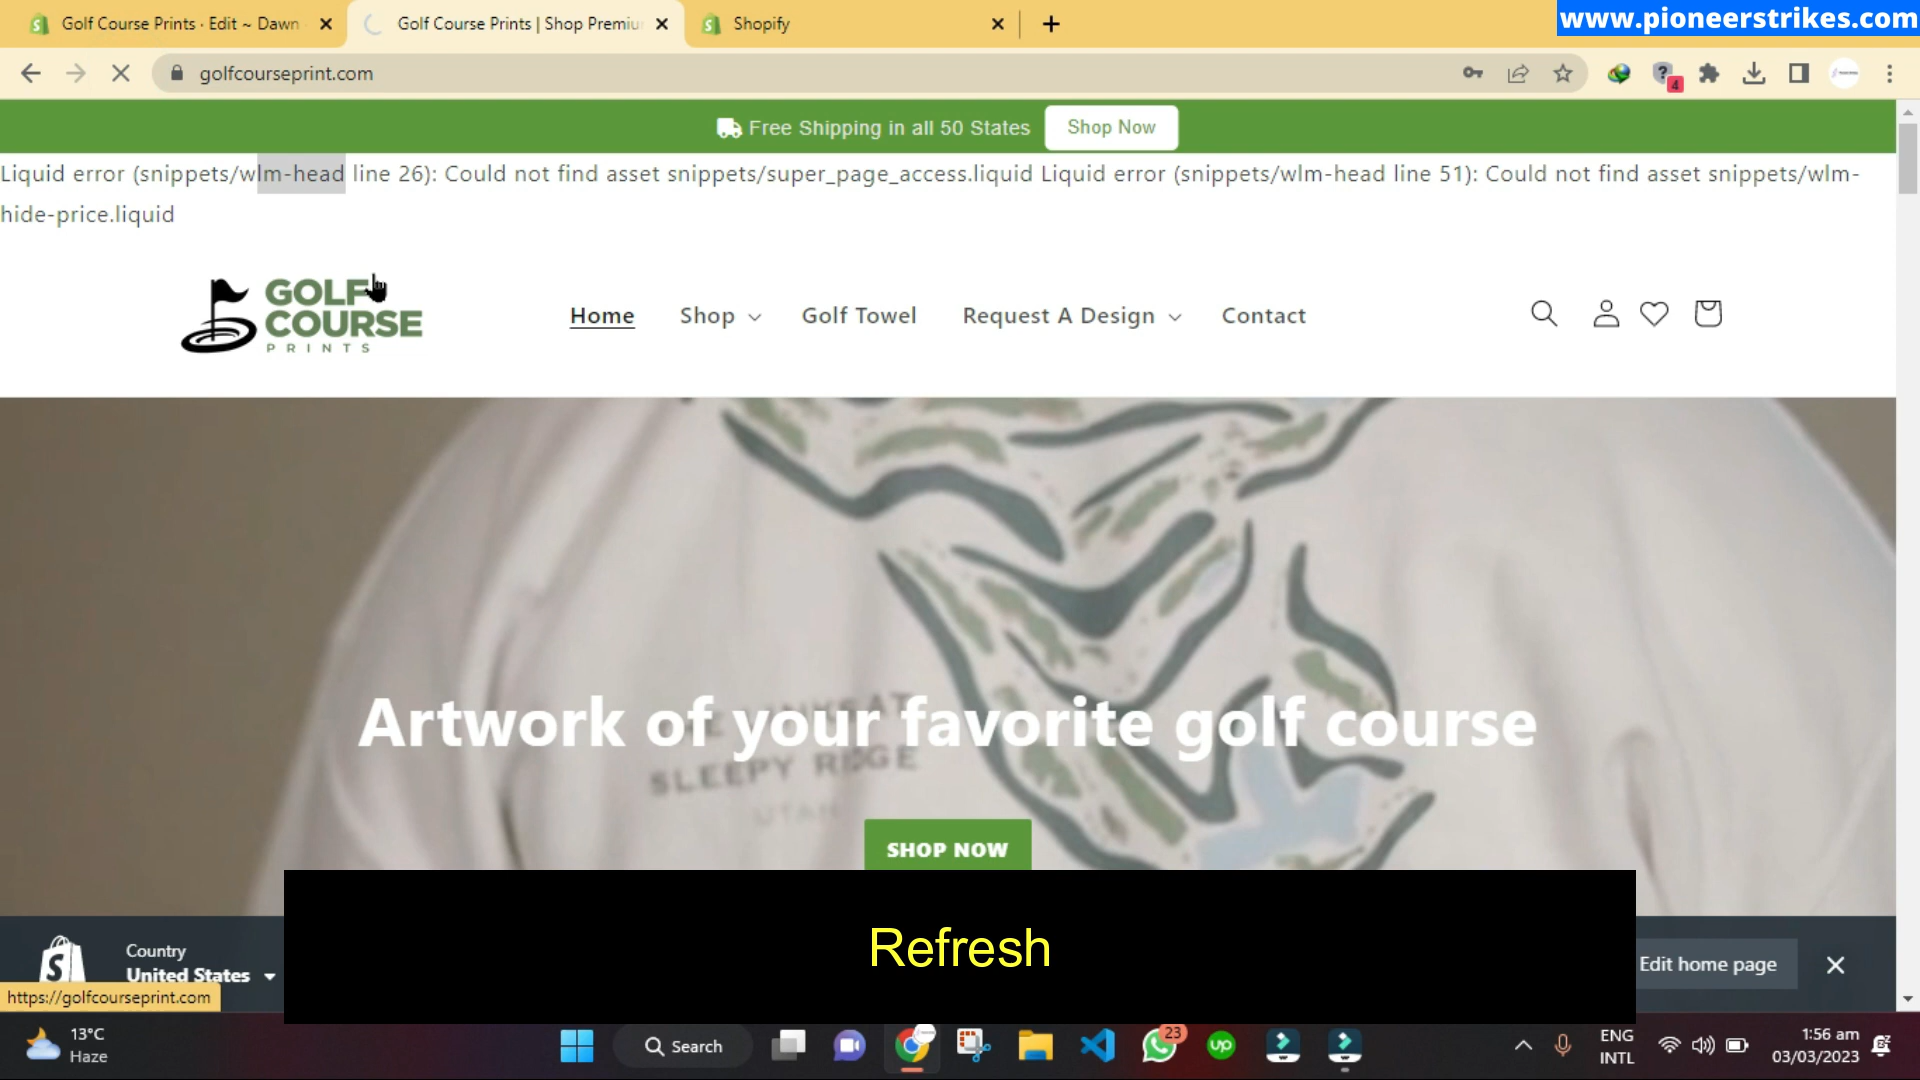 www.pioneerstrikes.com
Golf Course Prints · Edit ~ Dawn
Golf Course Prints | Shop Premiu
Shopify
golfcourseprint.com
4
Free Shipping in all 50 States
Shop Now
Liquid error (snippets/wlm-head line 26): Could not find asset snippets/super_page_access.liquid Liquid error (snippets/wlm-head line 51): Could not find asset snippets/wlm-
hide-price.liquid
GOLF
COURSE
PRINTS
Home
Shop
Golf Towel
Request A Design
Contact
Artwork of your favorite golf course
SLEEPY RIDGE
UTAH
SHOP NOW
Refresh
Country
United States
Edit home page
https://golfcourseprint.com
13°C
Haze
Search
23
up
ENG
INTL
1:56 am
03/03/2023